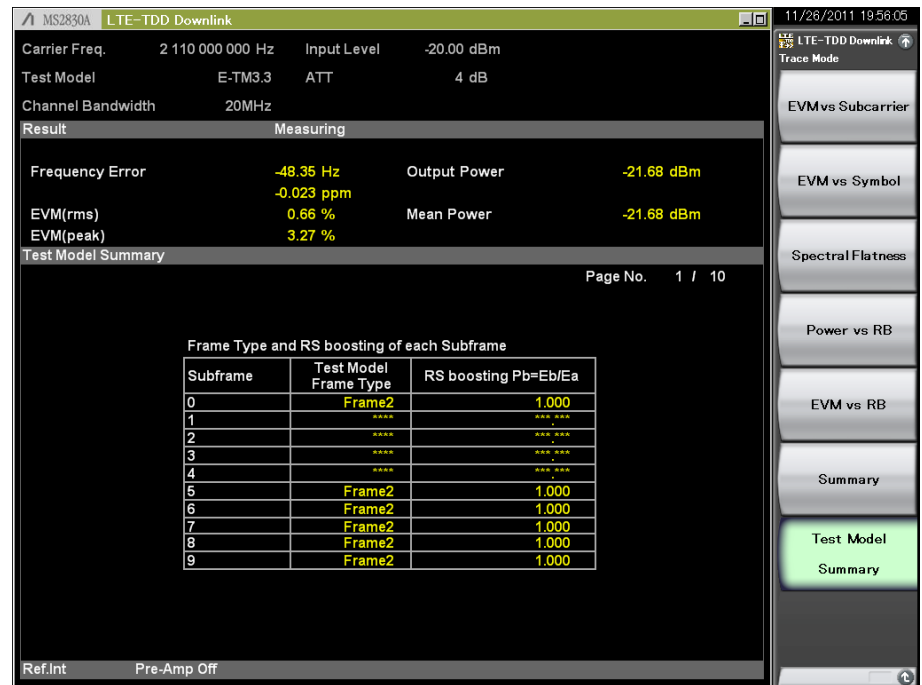 MS2830A LTE-TDD Downlink
11/26/2011 19:56:05
Carrier Freq. 2 110 000 000 Hz Input Level -20.00 dBm
Test Model E-TM3.3 ATT 4 dB
Channel Bandwidth 20MHz
Result Measuring
Frequency Error -48.35 Hz Output Power -21.68 dBm
-0.023 ppm
EVM(rms) 0.66 % Mean Power -21.68 dBm
EVM(peak) 3.27 %
Test Model Summary
Page No. 1 / 10
Frame Type and RS boosting of each Subframe
Subframe Test Model Frame Type RS boosting Pb=Eb/Ea
0 Frame2 1.000
1 **** ***.***
2 **** ***.***
3 **** ***.***
4 **** ***.***
5 Frame2 1.000
6 Frame2 1.000
7 Frame2 1.000
8 Frame2 1.000
9 Frame2 1.000
Ref.Int Pre-Amp Off
LTE-TDD Downlink
Trace Mode
EVM vs Subcarrier
EVM vs Symbol
Spectral Flatness
Power vs RB
EVM vs RB
Summary
Test Model
Summary